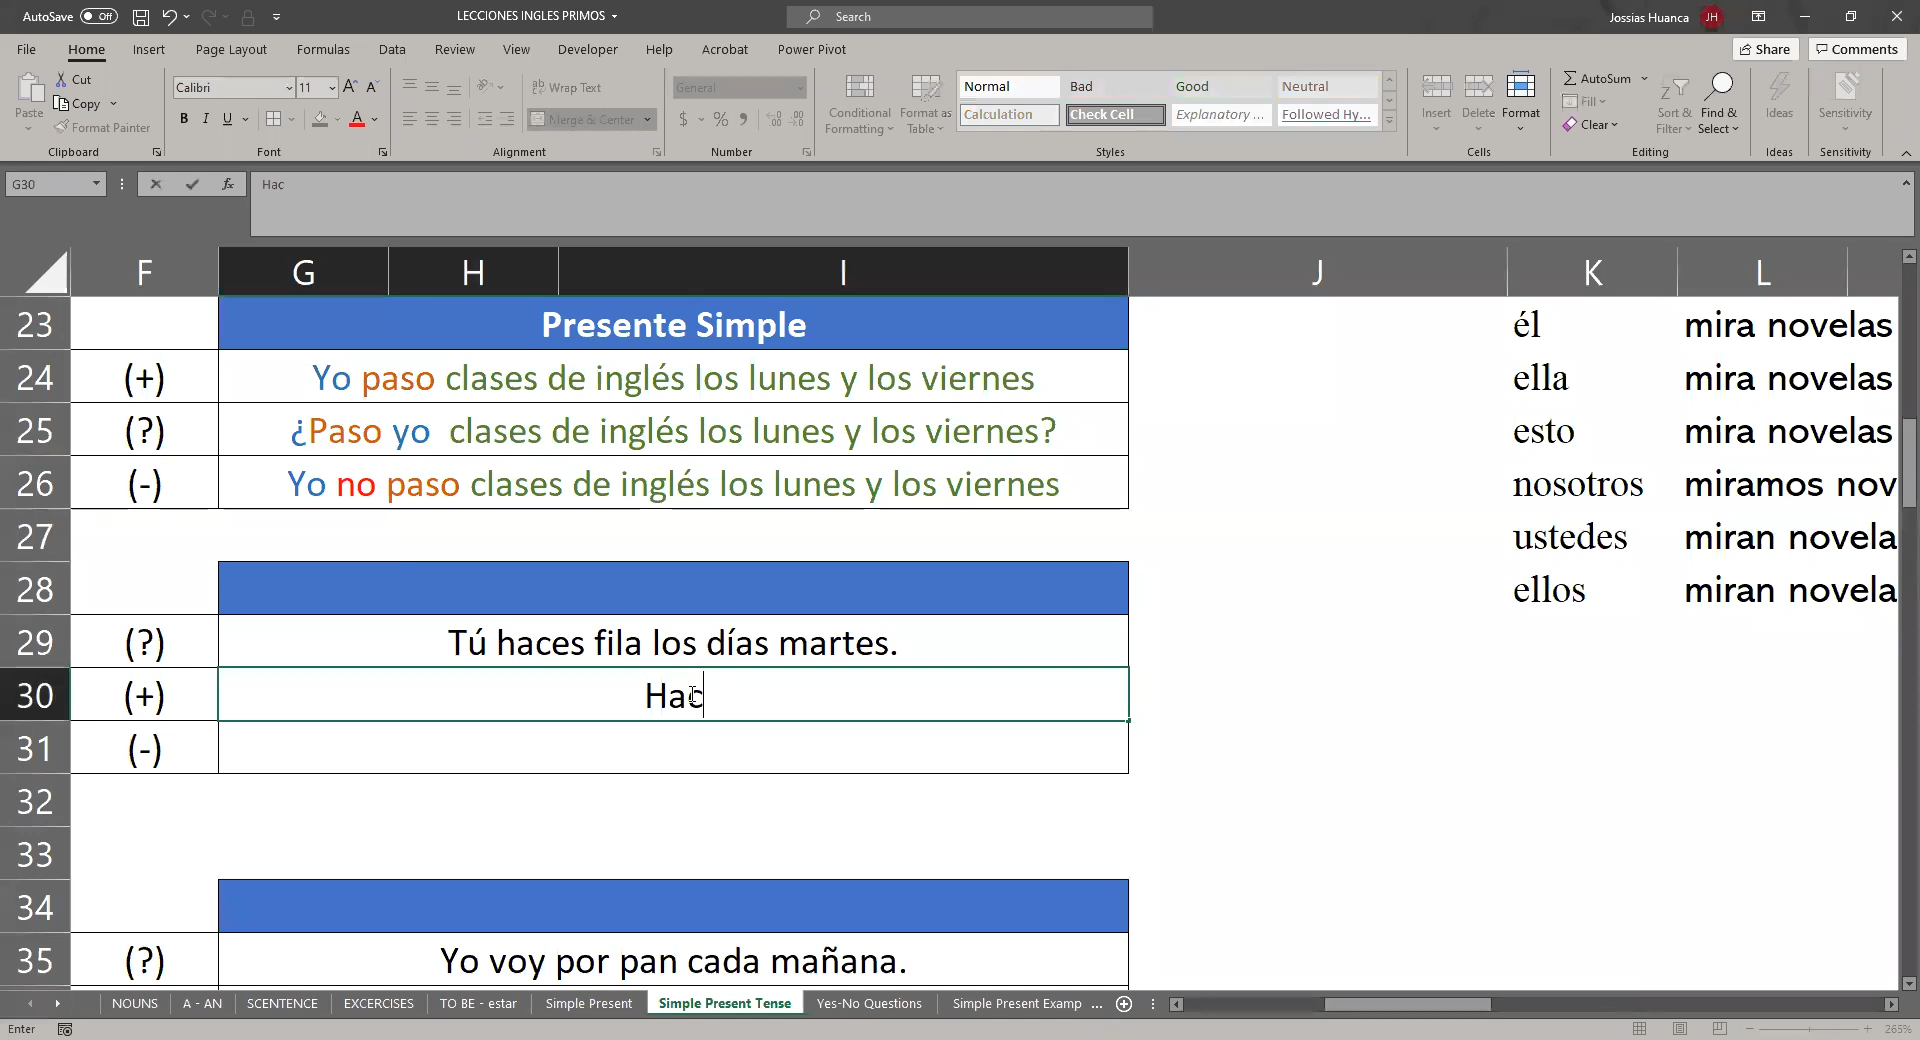 AutoSave Off LECCIONES INGLES PRIMOS Search Jossias Huanca JH
File Home Insert Page Layout Formulas Data Review View Developer Help Acrobat Power Pivot Share Comments
Paste Cut Copy Format Painter Clipboard
Calibri 11 A A B I U A Font
Wrap Text Merge & Center Alignment
General $ % Number
Conditional Formatting Format as Table Normal Bad Good Neutral
Calculation Check Cell Explanatory ... Followed Hy...
Styles
Insert Delete Format Cells
AutoSum Fill Clear Sort & Filter Find & Select Editing
Ideas Ideas
Sensitivity Sensitivity
G30 fx Hac
F G H I J K L
23 Presente Simple él mira novelas
24 (+) Yo paso clases de inglés los lunes y los viernes ella mira novelas
25 (?) ¿Paso yo clases de inglés los lunes y los viernes? esto mira novelas
26 (-) Yo no paso clases de inglés los lunes y los viernes nosotros miramos nov
27 ustedes miran novela
28 ellos miran novela
29 (?) Tú haces fila los días martes.
30 (+) Hac
31 (-)
32
33
34
35 (?) Yo voy por pan cada mañana.
NOUNS A - AN SCENTENCE EXCERCISES TO BE - estar Simple Present Simple Present Tense Yes-No Questions Simple Present Examp ...
Enter 265%